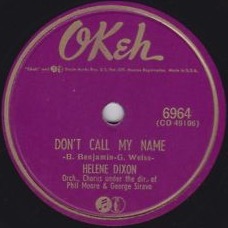 OKeh
6964
(CO 49106)
DON'T CALL MY NAME
-B. Benjamin-G. Weiss-
HELENE DIXON
Orch., Chorus under the dir. of
Phil Moore & George Siravo